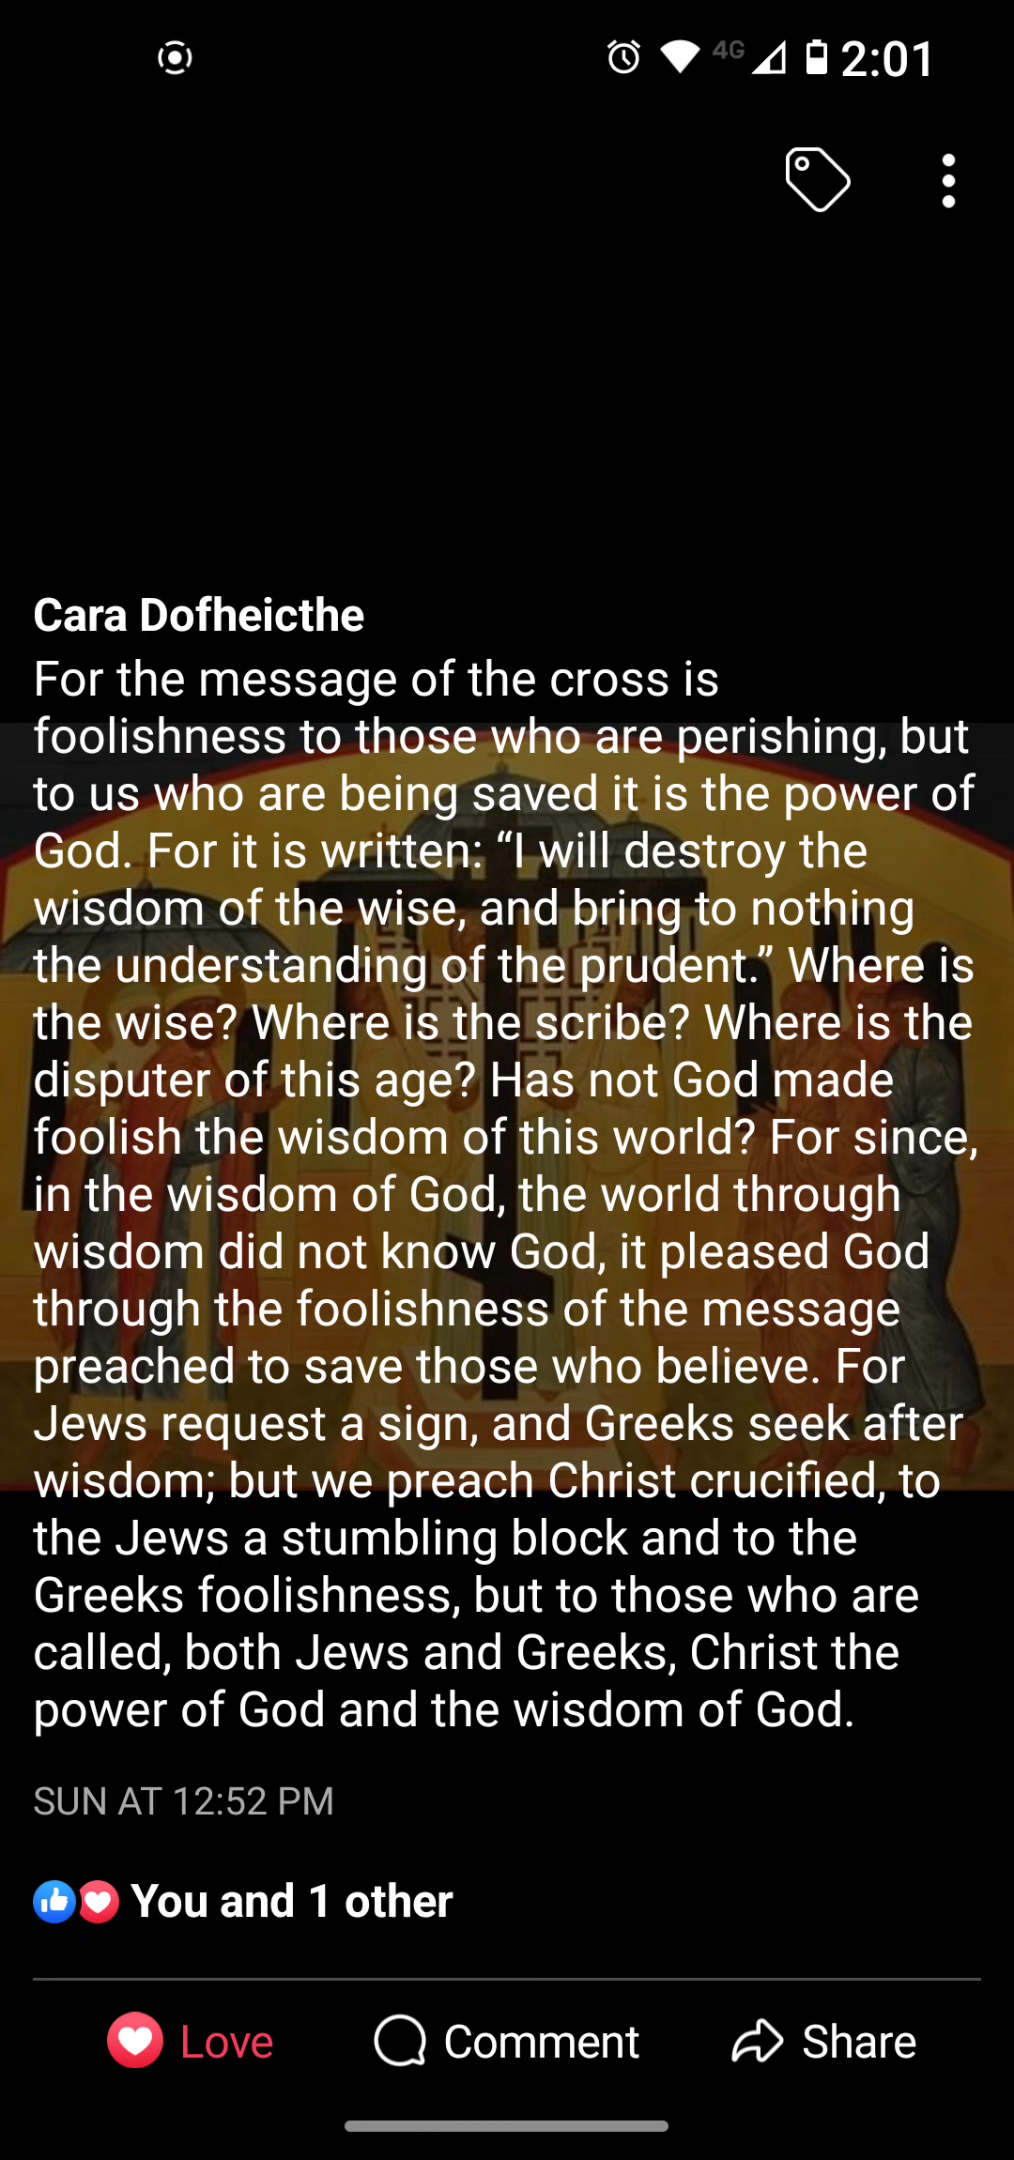 4G 2:01
Cara Dofheicthe
For the message of the cross is
foolishness to those who are perishing, but
to us who are being saved it is the power of
God. For it is written: “I will destroy the
wisdom of the wise, and bring to nothing
the understanding of the prudent.” Where is
the wise? Where is the scribe? Where is the
disputer of this age? Has not God made
foolish the wisdom of this world? For since,
in the wisdom of God, the world through
wisdom did not know God, it pleased God
through the foolishness of the message
preached to save those who believe. For
Jews request a sign, and Greeks seek after
wisdom; but we preach Christ crucified, to
the Jews a stumbling block and to the
Greeks foolishness, but to those who are
called, both Jews and Greeks, Christ the
power of God and the wisdom of God.
SUN AT 12:52 PM
You and 1 other
Love Comment Share